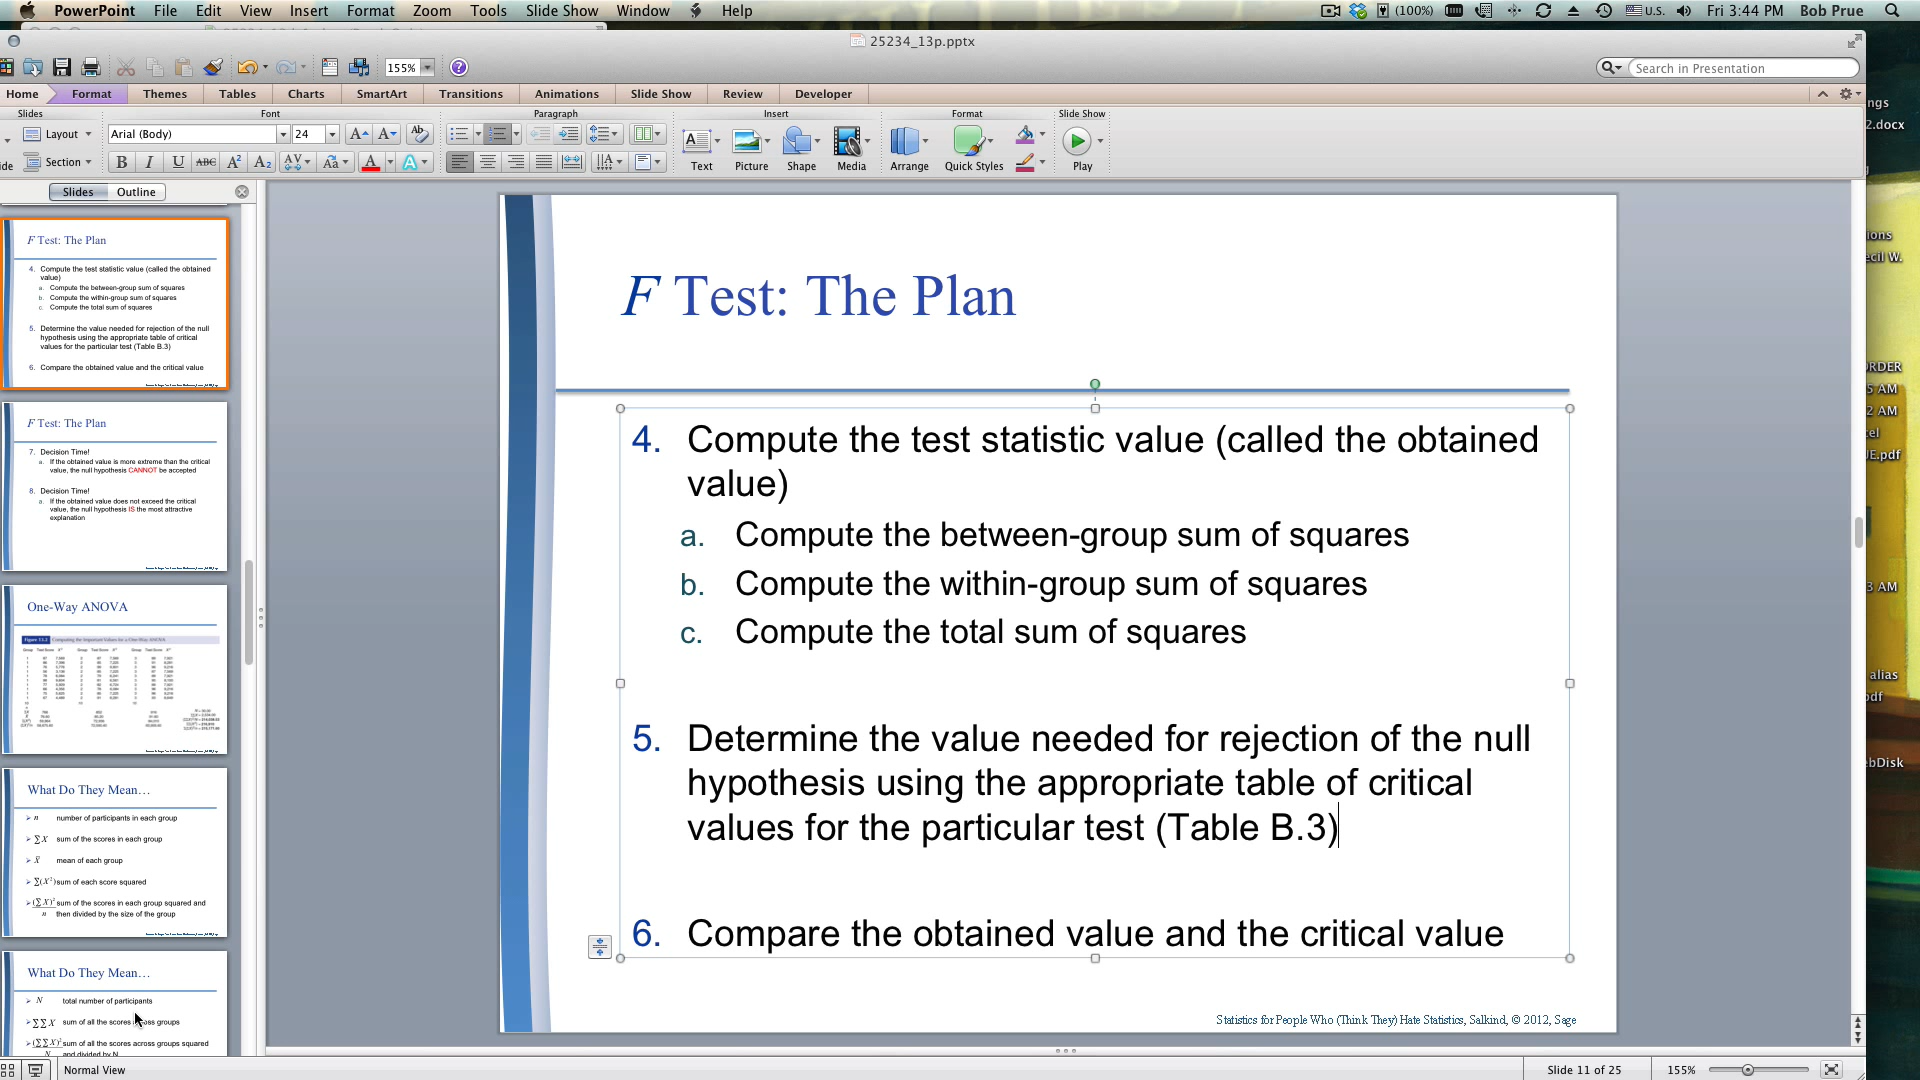 PowerPoint File Edit View Insert Format Zoom Tools Slide Show Window Help
(100%) U.S. Fri 3:44 PM Bob Prue
25234_13p.pptx
155%
Search in Presentation
Home Format Themes Tables Charts SmartArt Transitions Animations Slide Show Review Developer
Slides Font Paragraph Insert Format Slide Show
Layout Arial (Body) 24
Section B I U ABC
Text Picture Shape Media Arrange Quick Styles Play
Slides Outline
F Test: The Plan
4. Compute the test statistic value (called the obtained
value)
a. Compute the between-group sum of squares
b. Compute the within-group sum of squares
c. Compute the total sum of squares
5. Determine the value needed for rejection of the null
hypothesis using the appropriate table of critical
values for the particular test (Table B.3)
6. Compare the obtained value and the critical value
F Test: The Plan
7. Decision Time!
a. If the obtained value is more extreme than the critical
value, the null hypothesis CANNOT be accepted
8. Decision Time!
a. If the obtained value does not exceed the critical
value, the null hypothesis IS the most attractive
explanation
One-Way ANOVA
What Do They Mean...
n number of participants in each group
∑X sum of the scores in each group
X̄ mean of each group
∑(X²) sum of each score squared
(∑X)² sum of the scores in each group squared and
n then divided by the size of the group
What Do They Mean...
N total number of participants
∑∑X sum of all the scores across groups
(∑∑X)² sum of all the scores across groups squared
N and divided by N
F Test: The Plan
4. Compute the test statistic value (called the obtained
value)
a. Compute the between-group sum of squares
b. Compute the within-group sum of squares
c. Compute the total sum of squares
5. Determine the value needed for rejection of the null
hypothesis using the appropriate table of critical
values for the particular test (Table B.3)
6. Compare the obtained value and the critical value
Statistics for People Who (Think They) Hate Statistics, Salkind, © 2012, Sage
Normal View Slide 11 of 25 155%